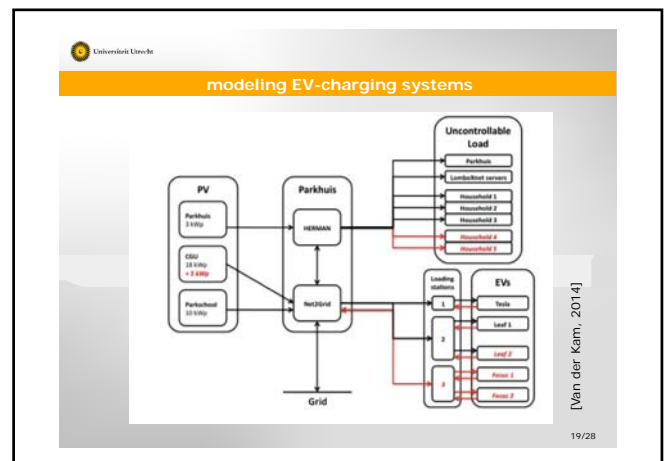 Universiteit Utrecht
modeling EV-charging systems
PV
Parkhuis
3 kWp
CGU
18 kWp
+ 3 kWp
Parkschool
10 kWp
Parkhuis
HERMAN
Net2Grid
Grid
Uncontrollable
Load
Parkhuis
LomboXnet servers
Household 1
Household 2
Household 3
Household 4
Household 5
Loading
stations
1
2
3
EVs
Tesla
Leaf 1
Leaf 2
Focus 1
Focus 2
[Van der Kam, 2014]
19/28